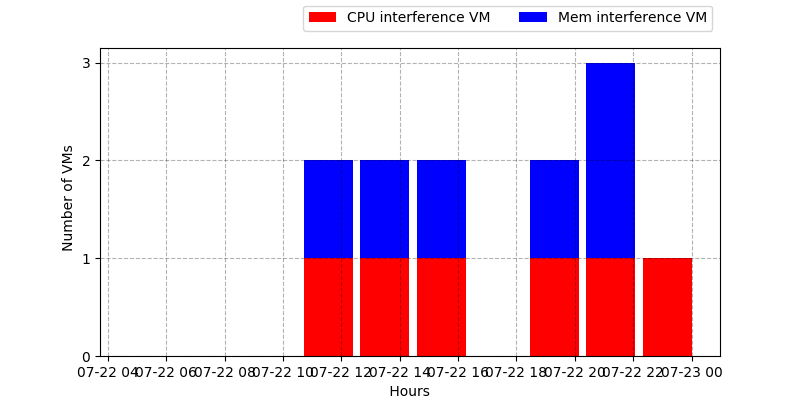 CPU interference VM Mem interference VM
3
2
1
0
Number of VMs
07-22 04 07-22 06 07-22 08 07-22 10 07-22 12 07-22 14 07-22 16 07-22 18 07-22 20 07-22 22 07-23 00
Hours